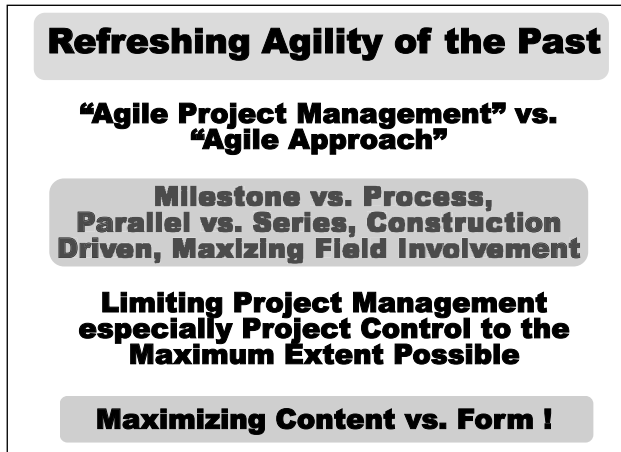 Refreshing Agility of the Past
“Agile Project Management” vs.
“Agile Approach”
Milestone vs. Process,
Parallel vs. Series, Construction
Driven, Maxizing Field Involvement
Limiting Project Management
especially Project Control to the
Maximum Extent Possible
Maximizing Content vs. Form !